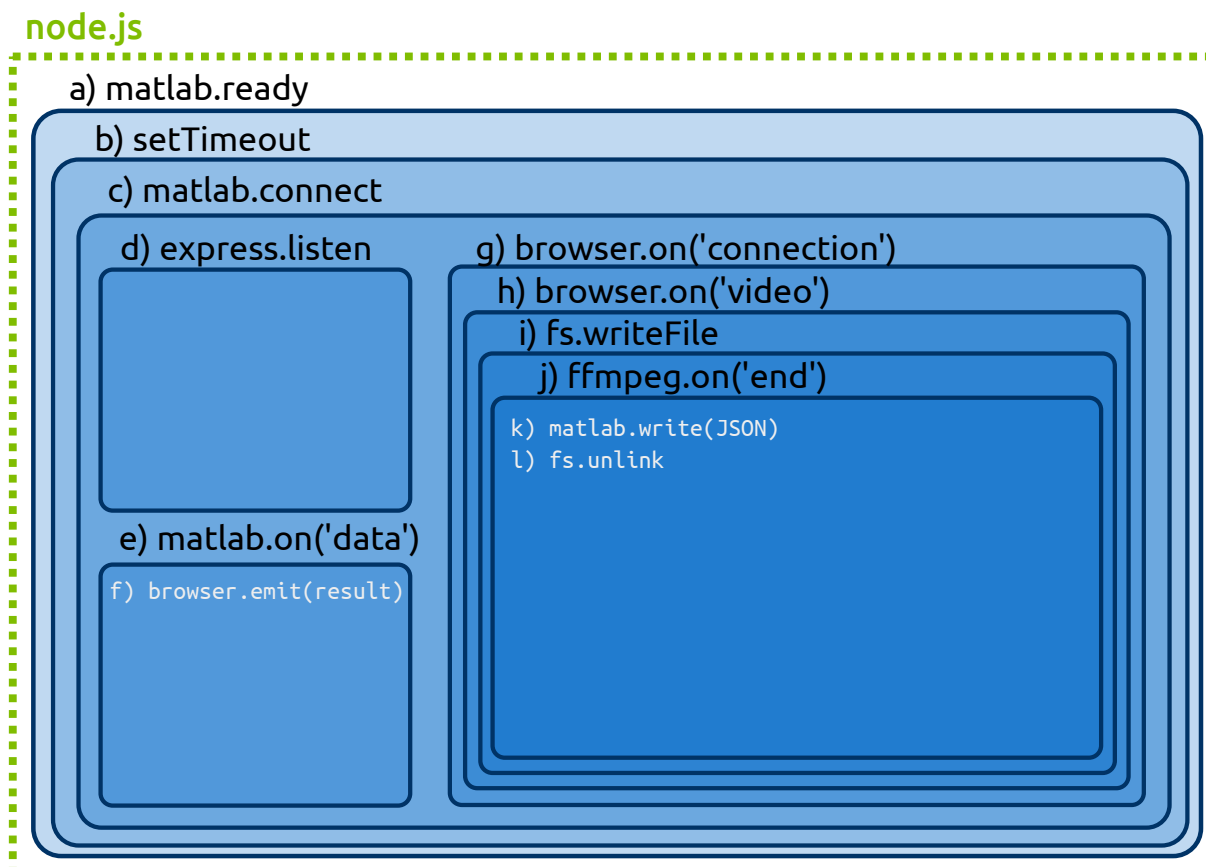 node.js
a) matlab.ready
b) setTimeout
c) matlab.connect
d) express.listen
e) matlab.on('data')
f) browser.emit(result)
g) browser.on('connection')
h) browser.on('video')
i) fs.writeFile
j) ffmpeg.on('end')
k) matlab.write(JSON)
l) fs.unlink